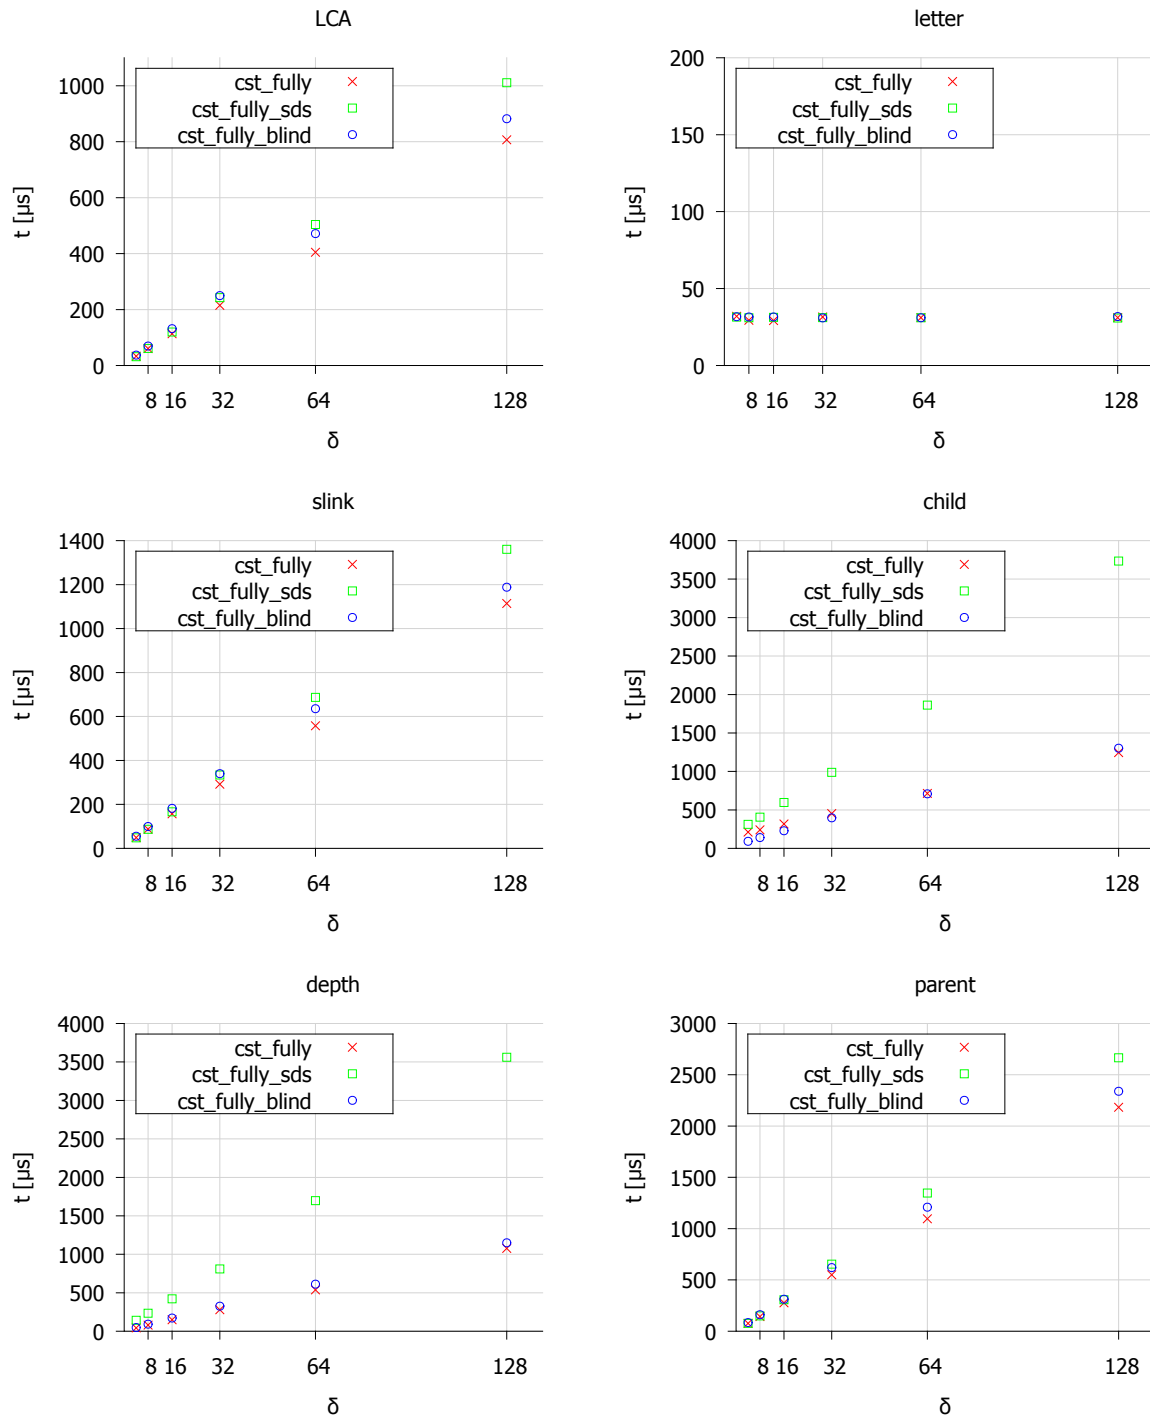 LCA
1000
800
600
400
200
0
t [µs]
cst_fully
cst_fully_sds
cst_fully_blind
8 16 32 64 128
δ
letter
200
150
100
50
0
t [µs]
cst_fully
cst_fully_sds
cst_fully_blind
8 16 32 64 128
δ
slink
1400
1200
1000
800
600
400
200
0
t [µs]
cst_fully
cst_fully_sds
cst_fully_blind
8 16 32 64 128
δ
child
4000
3500
3000
2500
2000
1500
1000
500
0
t [µs]
cst_fully
cst_fully_sds
cst_fully_blind
8 16 32 64 128
δ
depth
4000
3500
3000
2500
2000
1500
1000
500
0
t [µs]
cst_fully
cst_fully_sds
cst_fully_blind
8 16 32 64 128
δ
parent
3000
2500
2000
1500
1000
500
0
t [µs]
cst_fully
cst_fully_sds
cst_fully_blind
8 16 32 64 128
δ